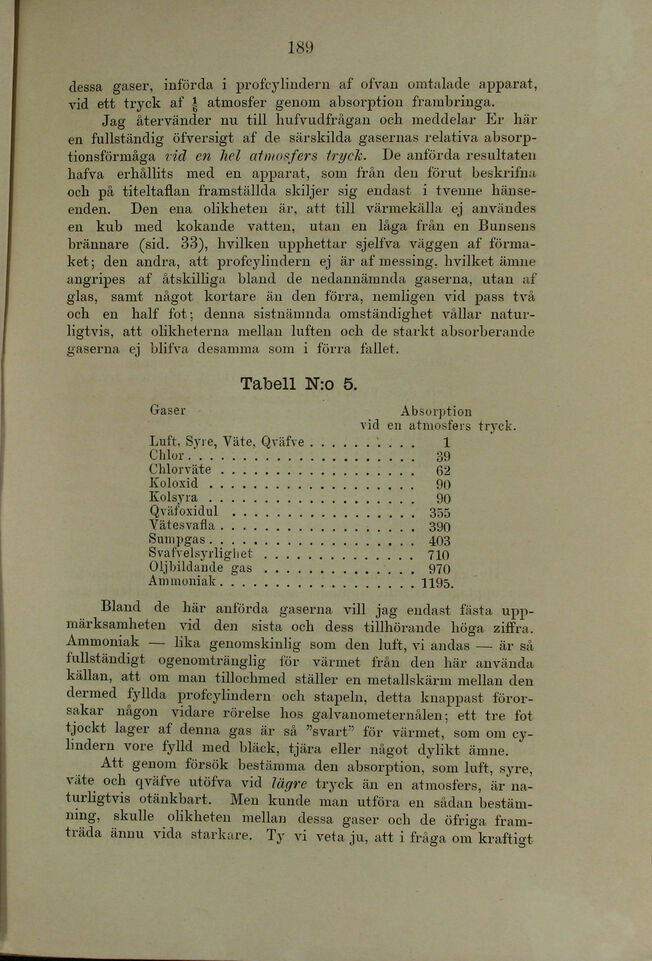 189
dessa gaser, införda i profcylindern af ofvan omtalade apparat,
vid ett tryck af atmosfer genom absorption frambringa.
Jag återvänder nu till hufvudfrågan och meddelar Er här
en fullständig öfversigt af de särskilda gasernas relativa absorp-
tionsförmåga vid en hel atmosfers tryck. De anförda resultaten
hafva erhållits med en apparat, som från den förut beskrifna
och på titeltaflan framställda skiljer sig endast i tvenne hänse-
enden. Den ena olikheten är, att till värmekälla ej användes
en kub med kokande vatten, utan en låga från en Bunsens
brännare (sid. 33), hvilken upphettar sjelfva väggen af förma-
ket; den andra, att profcylindern ej är af messing, hvilket ämne
angripes af åtskilliga bland de nedannämnda gaserna, utan af
glas, samt något kortare än den förra, nemligen vid pass två
och en half fot; denna sistnämnda omständighet vållar natur-
ligtvis, att olikheterna mellan luften och de starkt absorberande
gaserna ej blifva desamma som i förra fallet.
Tabell N:o 5.
Gaser Absorption
vid en atmosfers tryck.
Luft, Syre, Väte, Qväfve . . . . . . . . . . 1
Chlor . . . . . . . . . . . . . . . . . . . . 39
Chlorväte . . . . . . . . . . . . . . . . . . 62
Koloxid . . . . . . . . . . . . . . . . . . . 90
Kolsyra . . . . . . . . . . . . . . . . . . . 90
Qväfoxidul . . . . . . . . . . . . . . . . . 355
Vätesvafla . . . . . . . . . . . . . . . . . . 390
Sumpgas . . . . . . . . . . . . . . . . . . . 403
Svafvelsyrlighet . . . . . . . . . . . . . . 710
Oljbildande gas . . . . . . . . . . . . . . 970
Ammoniak . . . . . . . . . . . . . . . . . . 1195.
Bland de här anförda gaserna vill jag endast fästa upp-
märksamheten vid den sista och dess tillhörande höga ziffra.
Ammoniak — lika genomskinlig som den luft, vi andas — är så
fullständigt ogenomtränglig för värmet från den här använda
källan, att om man tillochmed ställer en metallskärm mellan den
dermed fyllda profcylindern och stapeln, detta knappast föror-
sakar någon vidare rörelse hos galvanometernålen; ett tre fot
tjockt lager af denna gas är så ”svart” för värmet, som om cy-
lindern vore fylld med bläck, tjära eller något dylikt ämne.
Att genom försök bestämma den absorption, som luft, syre,
väte och qväfve utöfva vid lägre tryck än en atmosfers, är na-
turligtvis otänkbart. Men kunde man utföra en sådan bestäm-
ning, skulle olikheten mellan dessa gaser och de öfriga fram-
träda ännu vida starkare. Ty vi veta ju, att i fråga om kraftigt